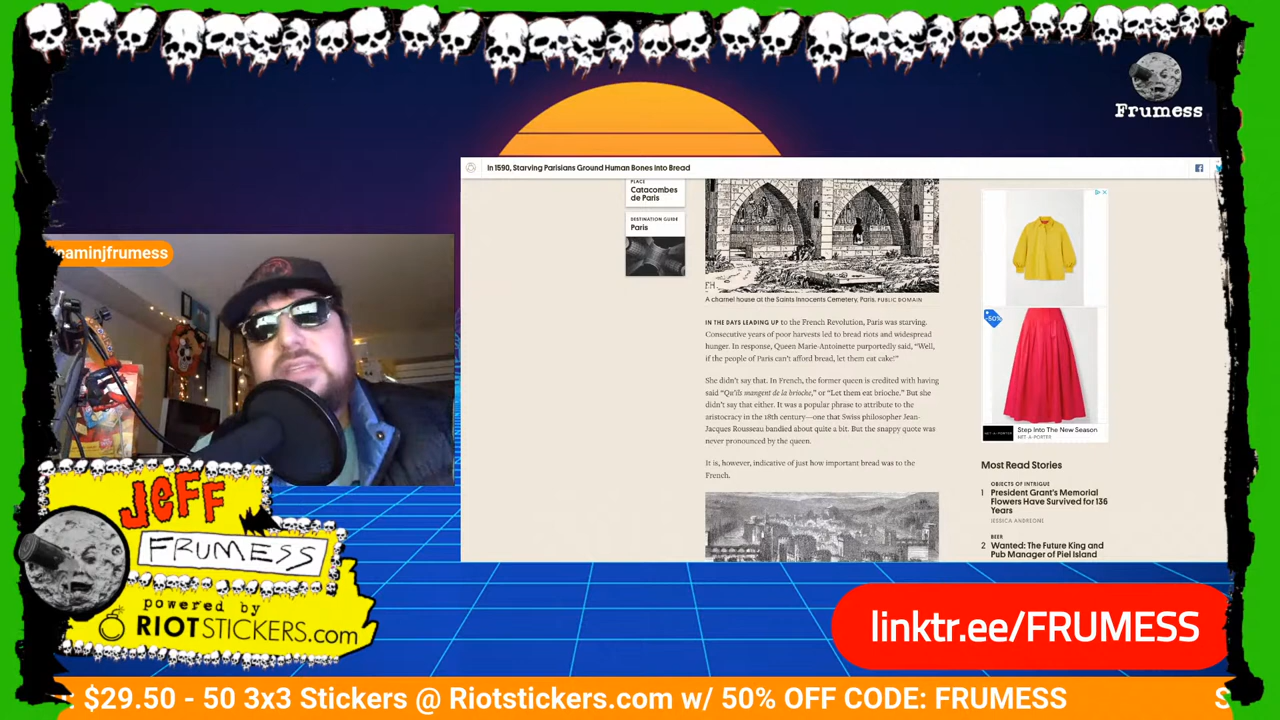 Frumess
In 1590, Starving Parisians Ground Human Bones Into Bread
PLACE
Catacombes
de Paris
DESTINATION GUIDE
Paris
A charnel house at the Saints Innocents Cemetery, Paris. PUBLIC DOMAIN
IN THE DAYS LEADING UP to the French Revolution, Paris was starving.
Consecutive years of poor harvests led to bread riots and widespread
hunger. In response, Queen Marie-Antoinette purportedly said, “Well,
if the people of Paris can’t afford bread, let them eat cake!”
She didn’t say that. In French, the former queen is credited with having
said “Qu’ils mangent de la brioche,” or “Let them eat brioche.” But she
didn’t say that either. It was a popular phrase to attribute to the
aristocracy in the 18th century—one that Swiss philosopher Jean-
Jacques Rousseau bandied about quite a bit. But the snappy quote was
never pronounced by the queen.
It is, however, indicative of just how important bread was to the
French.
-50%
Step Into The New Season
NET-A-PORTER
NET-A-PORTER
Most Read Stories
OBJECTS OF INTRIGUE
1 President Grant’s Memorial
Flowers Have Survived for 136
Years
JESSICA ANDREONE
BEER
2 Wanted: The Future King and
Pub Manager of Piel Island
naminjfrumess
JEFF
FRUMESS
powered by
RIOTSTICKERS.com
linktr.ee/FRUMESS
: $29.50 - 50 3x3 Stickers @ Riotstickers.com w/ 50% OFF CODE: FRUMESS